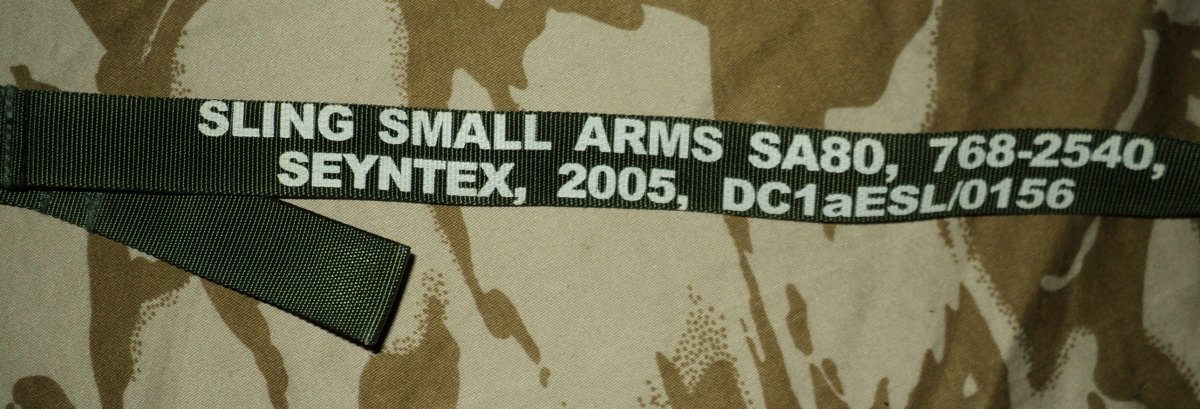 SLING SMALL ARMS SA80, 768-2540,
SEYNTEX, 2005, DC1aESL/0156